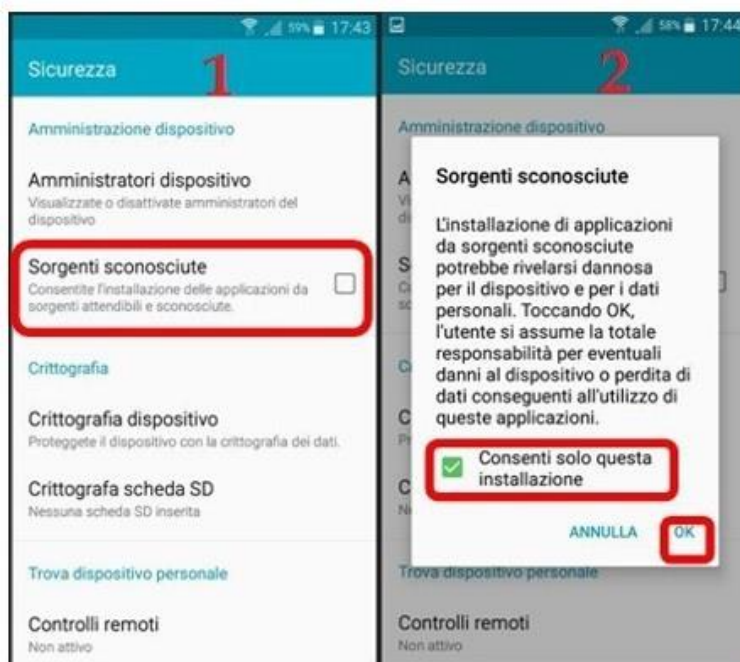 59% 17:43
Sicurezza
1
Amministrazione dispositivo
Amministratori dispositivo
Visualizzate o disattivate amministratori del
dispositivo
Sorgenti sconosciute
Consentite l'installazione delle applicazioni da
sorgenti attendibili e sconosciute.
Crittografia
Crittografia dispositivo
Proteggete il dispositivo con la crittografia dei dati.
Crittografa scheda SD
Nessuna scheda SD inserita
Trova dispositivo personale
Controlli remoti
Non attivo
58% 17:44
Sicurezza
2
Amministrazione dispositivo
Sorgenti sconosciute
L'installazione di applicazioni
da sorgenti sconosciute
potrebbe rivelarsi dannosa
per il dispositivo e per i dati
personali. Toccando OK,
l'utente si assume la totale
responsabilità per eventuali
danni al dispositivo o perdita di
dati conseguenti all'utilizzo di
queste applicazioni.
Consenti solo questa
installazione
ANNULLA OK
Trova dispositivo personale
Controlli remoti
Non attivo